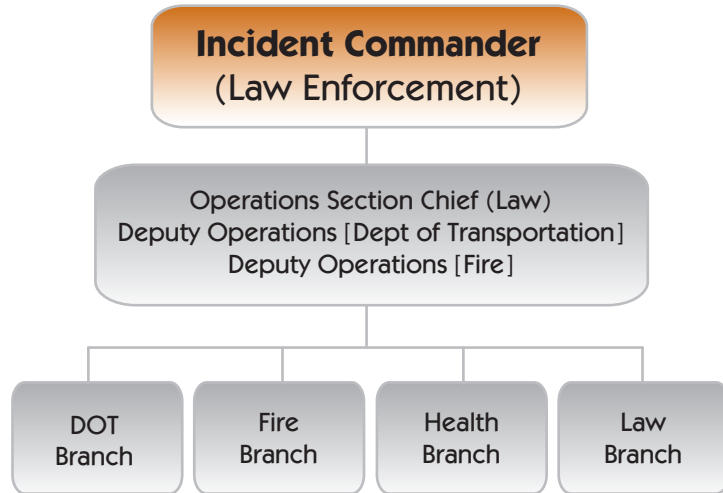 Incident Commander
(Law Enforcement)
Operations Section Chief (Law)
Deputy Operations [Dept of Transportation]
Deputy Operations [Fire]
DOT
Branch
Fire
Branch
Health
Branch
Law
Branch